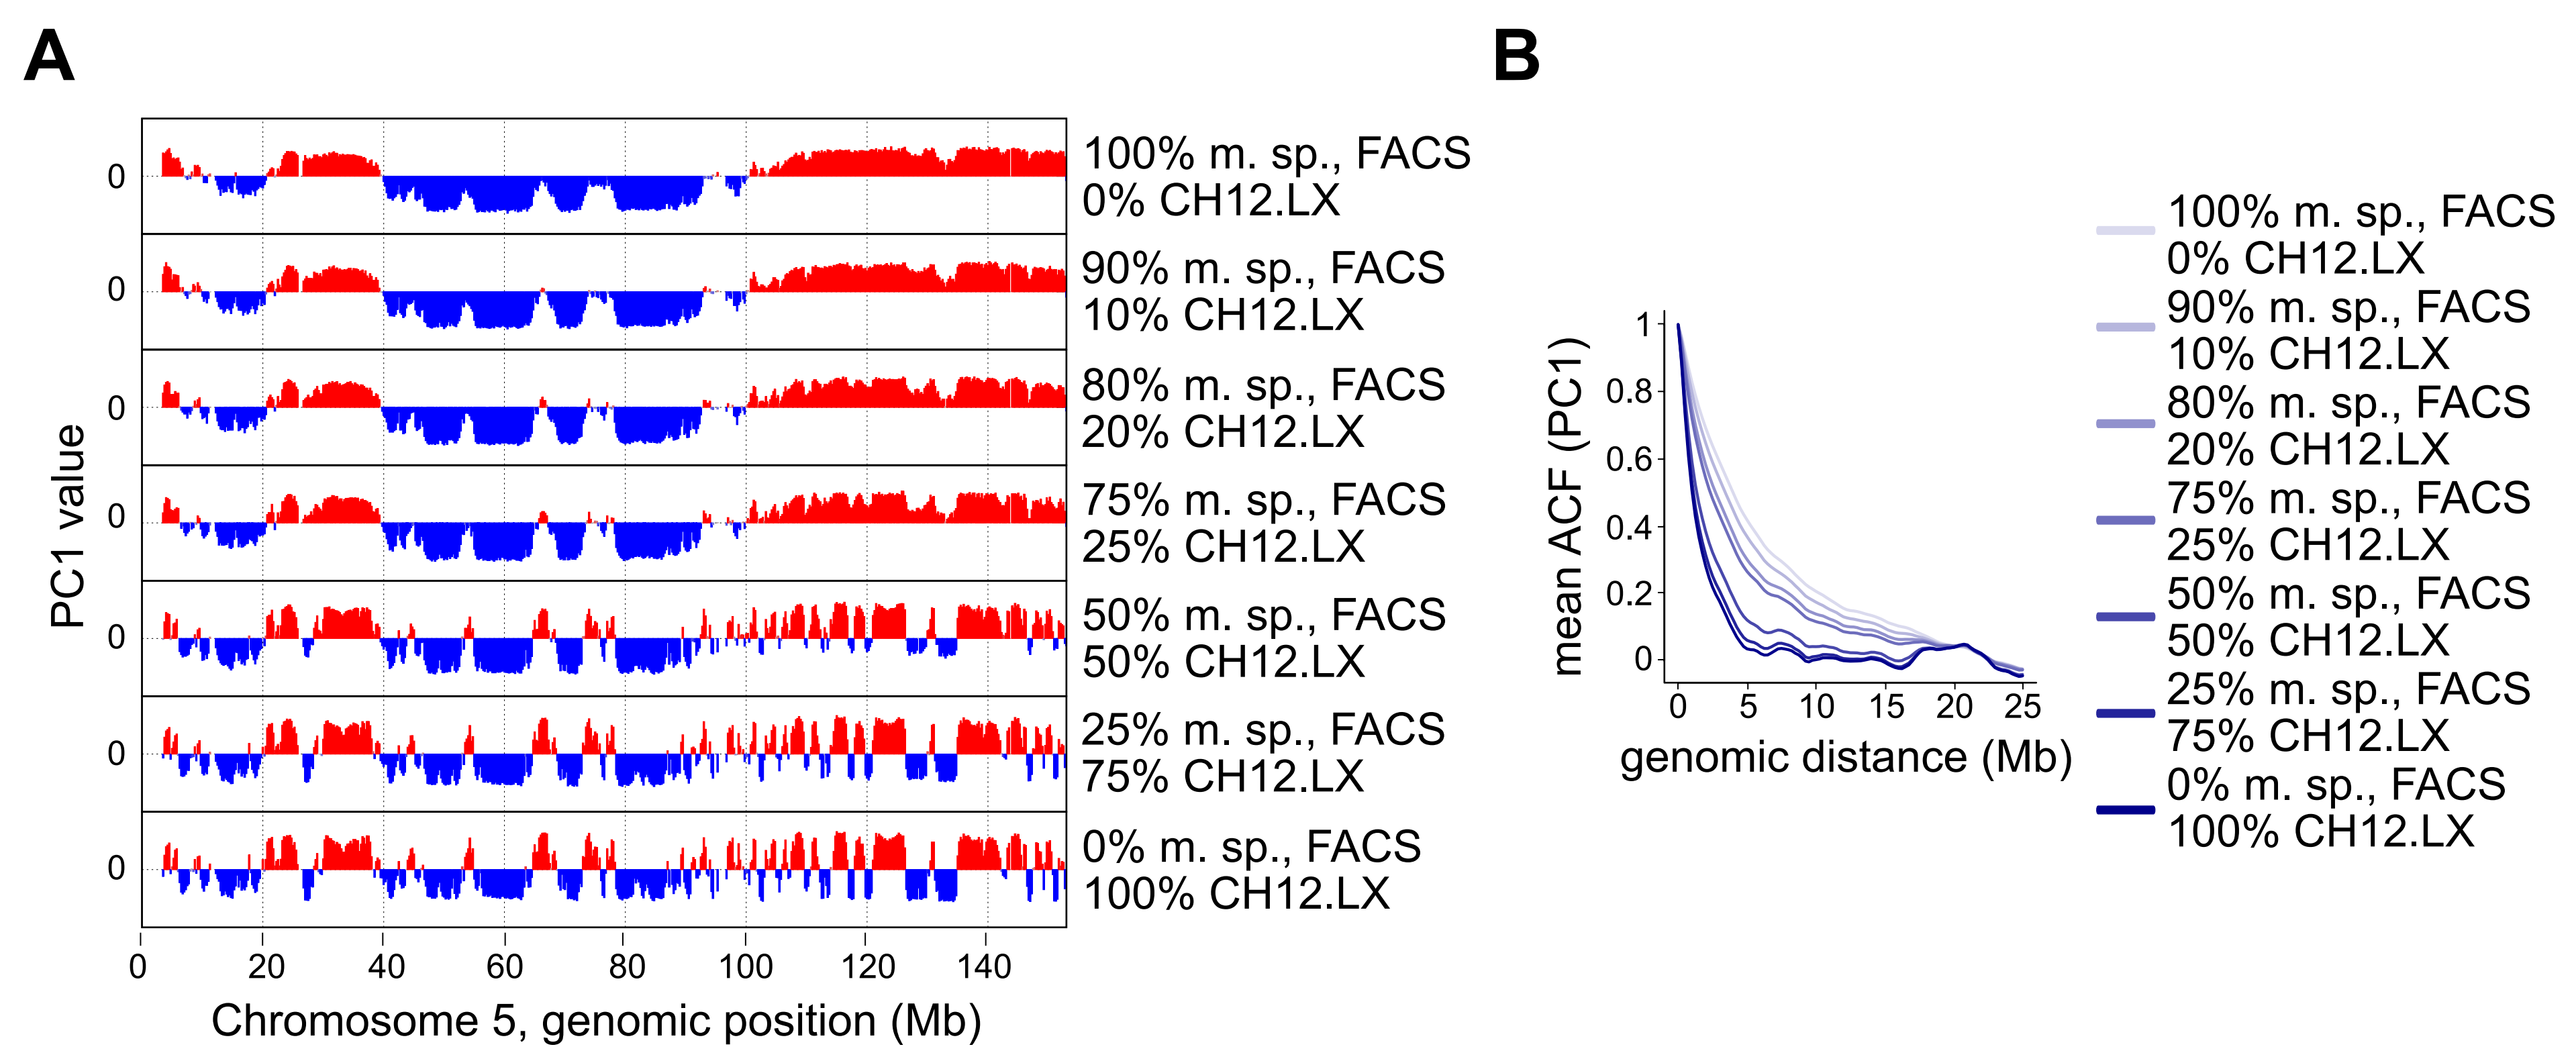 A
B
PC1 value
0
100% m. sp., FACS
0% CH12.LX
0
90% m. sp., FACS
10% CH12.LX
0
80% m. sp., FACS
20% CH12.LX
0
75% m. sp., FACS
25% CH12.LX
0
50% m. sp., FACS
50% CH12.LX
0
25% m. sp., FACS
75% CH12.LX
0
0% m. sp., FACS
100% CH12.LX
0 20 40 60 80 100 120 140
Chromosome 5, genomic position (Mb)
mean ACF (PC1)
1
0.8
0.6
0.4
0.2
0
0 5 10 15 20 25
genomic distance (Mb)
100% m. sp., FACS
0% CH12.LX
90% m. sp., FACS
10% CH12.LX
80% m. sp., FACS
20% CH12.LX
75% m. sp., FACS
25% CH12.LX
50% m. sp., FACS
50% CH12.LX
25% m. sp., FACS
75% CH12.LX
0% m. sp., FACS
100% CH12.LX